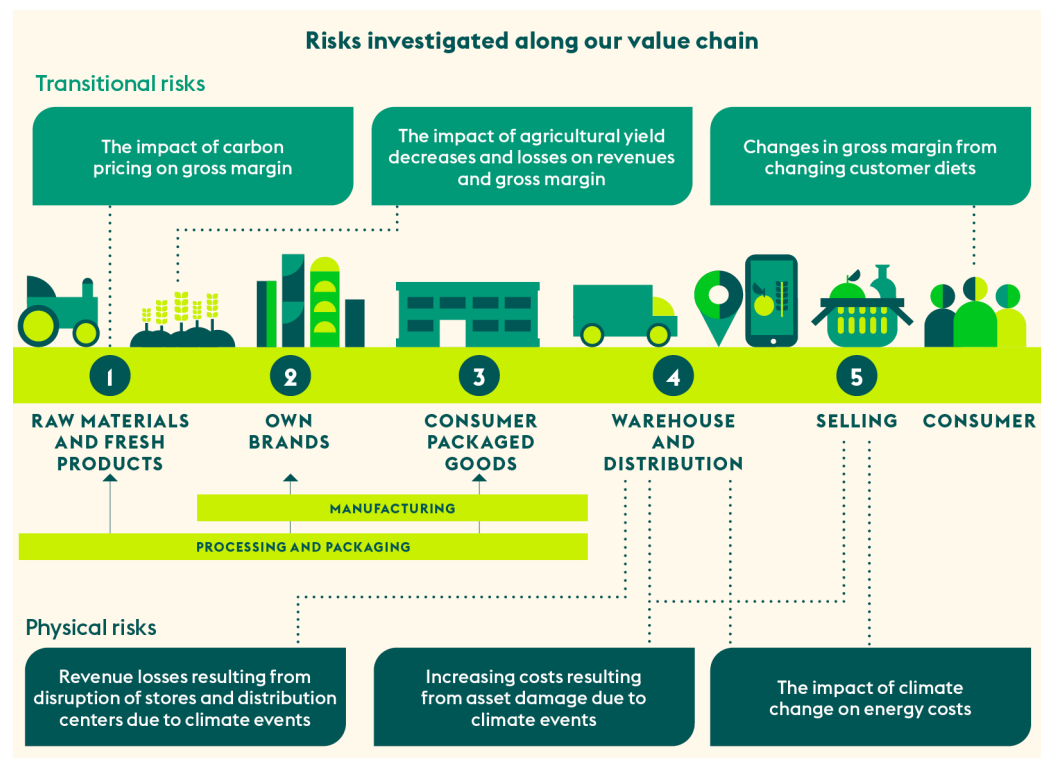 Risks investigated along our value chain
Transitional risks
The impact of carbon
pricing on gross margin
The impact of agricultural yield
decreases and losses on revenues
and gross margin
Changes in gross margin from
changing customer diets
1
2
3
4
5
RAW MATERIALS
AND FRESH
PRODUCTS
OWN
BRANDS
CONSUMER
PACKAGED
GOODS
WAREHOUSE
AND
DISTRIBUTION
SELLING
CONSUMER
MANUFACTURING
PROCESSING AND PACKAGING
Physical risks
Revenue losses resulting from
disruption of stores and distribution
centers due to climate events
Increasing costs resulting
from asset damage due to
climate events
The impact of climate
change on energy costs